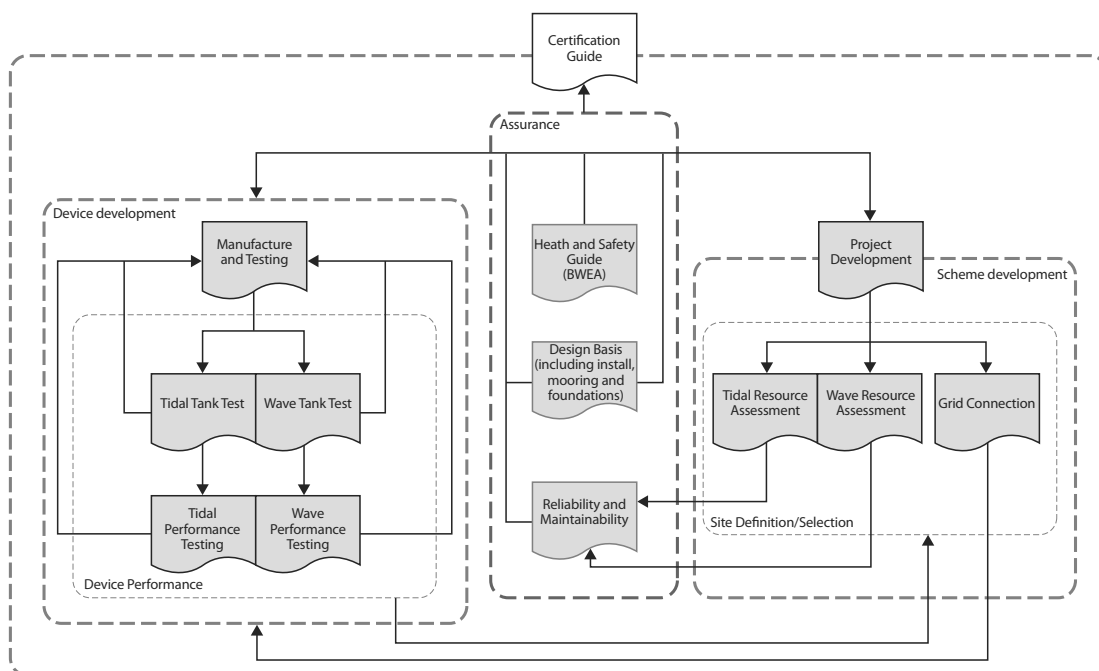 Certification
Guide
Assurance
Device development
Manufacture
and Testing
Heath and Safety
Guide
(BWEA)
Project
Development
Scheme development
Design Basis
(including install,
mooring and
foundations)
Tidal Tank Test
Wave Tank Test
Tidal Resource
Assessment
Wave Resource
Assessment
Grid Connection
Tidal
Performance
Testing
Wave
Performance
Testing
Reliability and
Maintainability
Site Definition/Selection
Device Performance